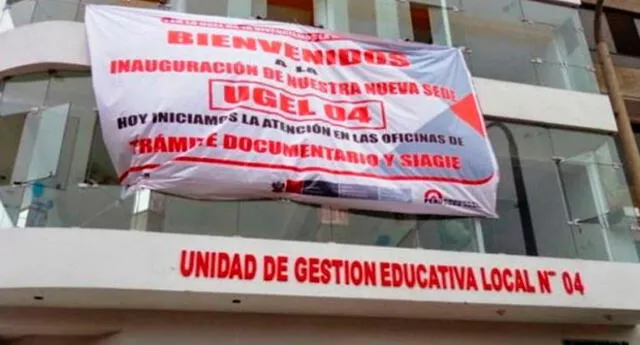 BIENVENIDOS
A LA
INAUGURACIÓN DE NUESTRA NUEVA SEDE
UGEL 04
HOY INICIAMOS LA ATENCIÓN EN LAS OFICINAS DE
TRÁMITE DOCUMENTARIO Y SIAGIE
UNIDAD DE GESTION EDUCATIVA LOCAL N° 04